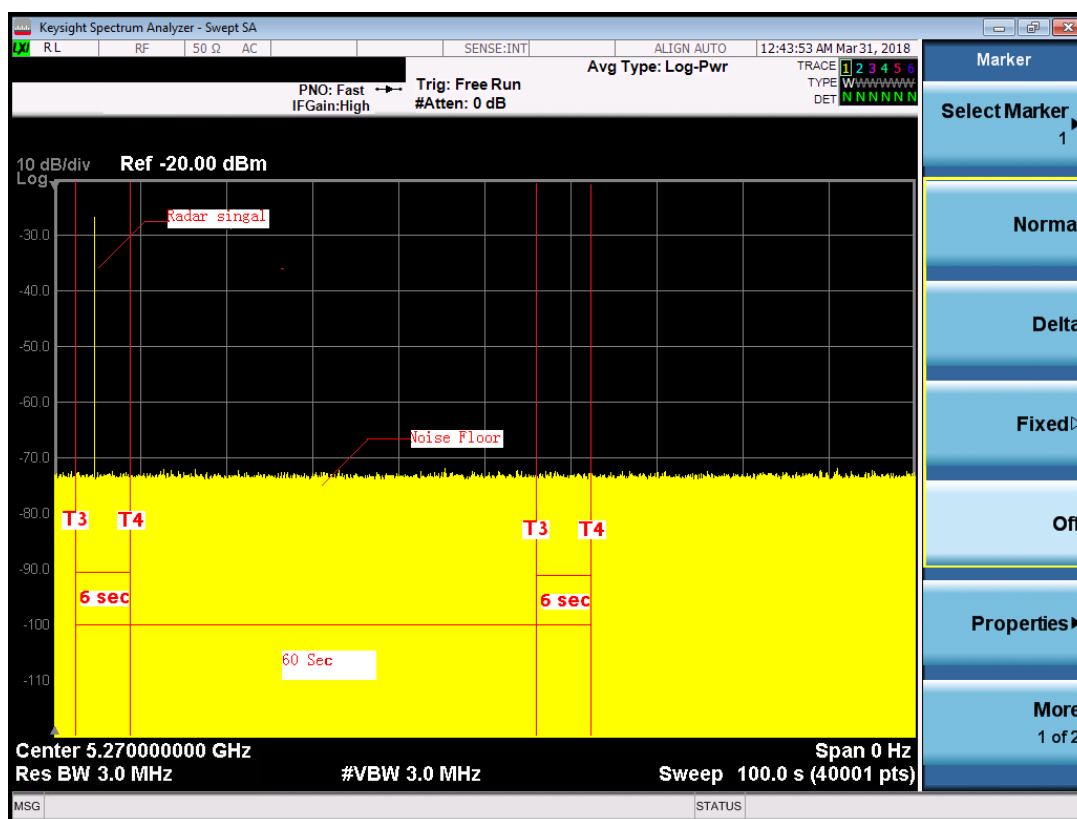 Keysight Spectrum Analyzer - Swept SA
LXI RL RF 50 Ω AC SENSE:INT ALIGN AUTO 12:43:53 AM Mar 31, 2018
Avg Type: Log-Pwr
TRACE 1 2 3 4 5 6
TYPE WWWWWW
DET N N N N N N
PNO: Fast
IFGain:High
Trig: Free Run
#Atten: 0 dB
10 dB/div
Log
Ref -20.00 dBm
Radar singal
-30.0
-40.0
-50.0
-60.0
Noise Floor
-70.0
-80.0
T3 T4 T3 T4
-90.0
6 sec 6 sec
-100
60 Sec
-110
Center 5.270000000 GHz Span 0 Hz
Res BW 3.0 MHz #VBW 3.0 MHz Sweep 100.0 s (40001 pts)
MSG STATUS
Marker
Select Marker
1
Norma
Delta
Fixed
Off
Properties
More
1 of 2